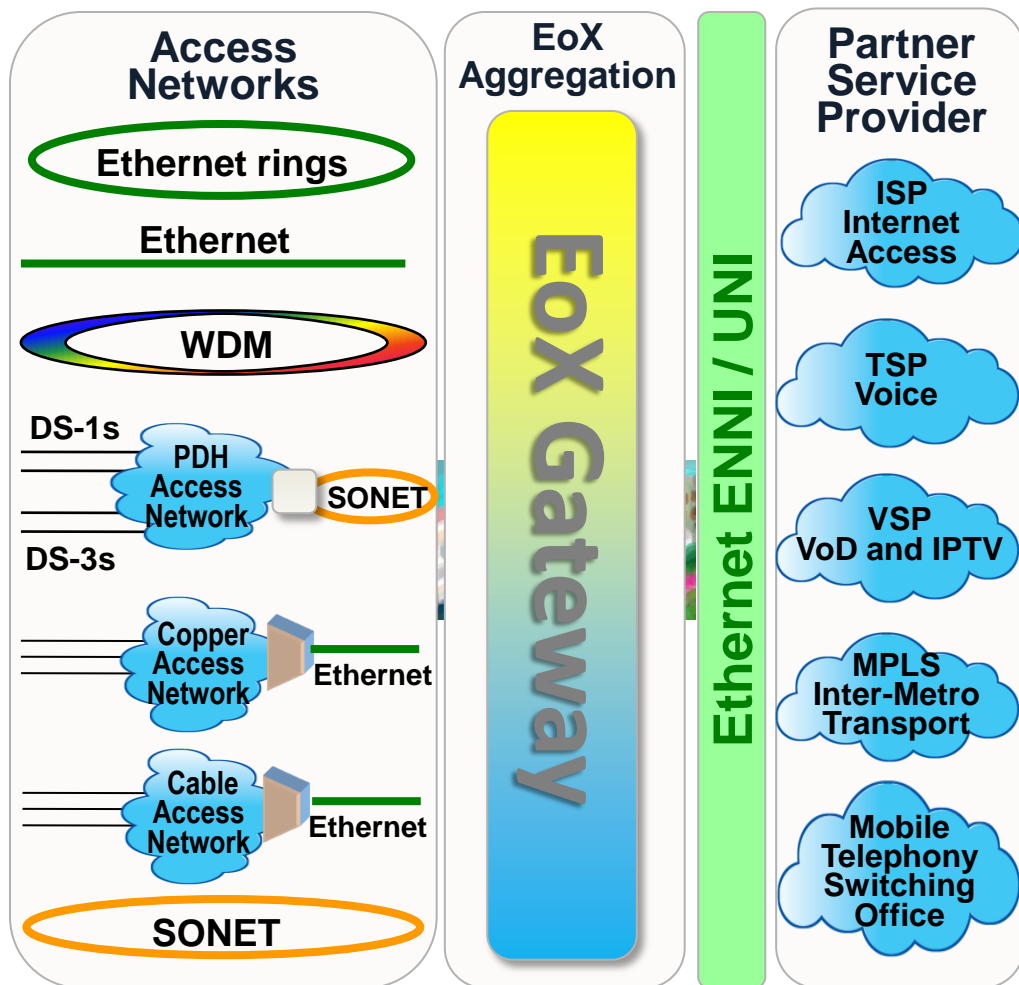 Access
Networks
Ethernet rings
Ethernet
WDM
DS-1s
PDH
Access
Network
SONET
DS-3s
Copper
Access
Network
Ethernet
Cable
Access
Network
Ethernet
SONET
EoX
Aggregation
EoX Gateway
Ethernet ENNI / UNI
Partner
Service
Provider
ISP
Internet
Access
TSP
Voice
VSP
VoD and IPTV
MPLS
Inter-Metro
Transport
Mobile
Telephony
Switching
Office